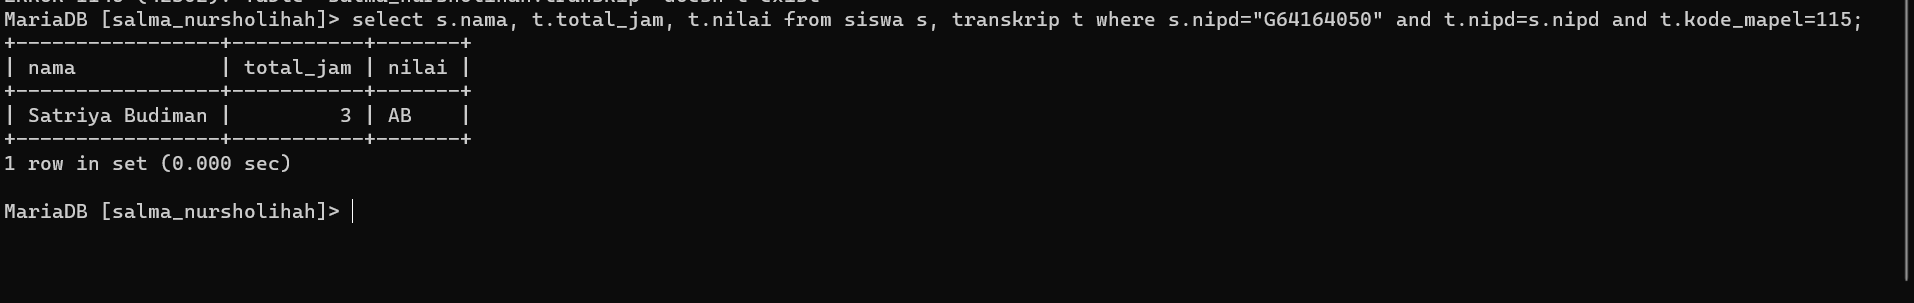 MariaDB [salma_nursholihah]> select s.nama, t.total_jam, t.nilai from siswa s, transkrip t where s.nipd="G64164050" and t.nipd=s.nipd and t.kode_mapel=115;
+-----------------+-----------+-------+
| nama            | total_jam | nilai |
+-----------------+-----------+-------+
| Satriya Budiman |         3 | AB    |
+-----------------+-----------+-------+
1 row in set (0.000 sec)
MariaDB [salma_nursholihah]>